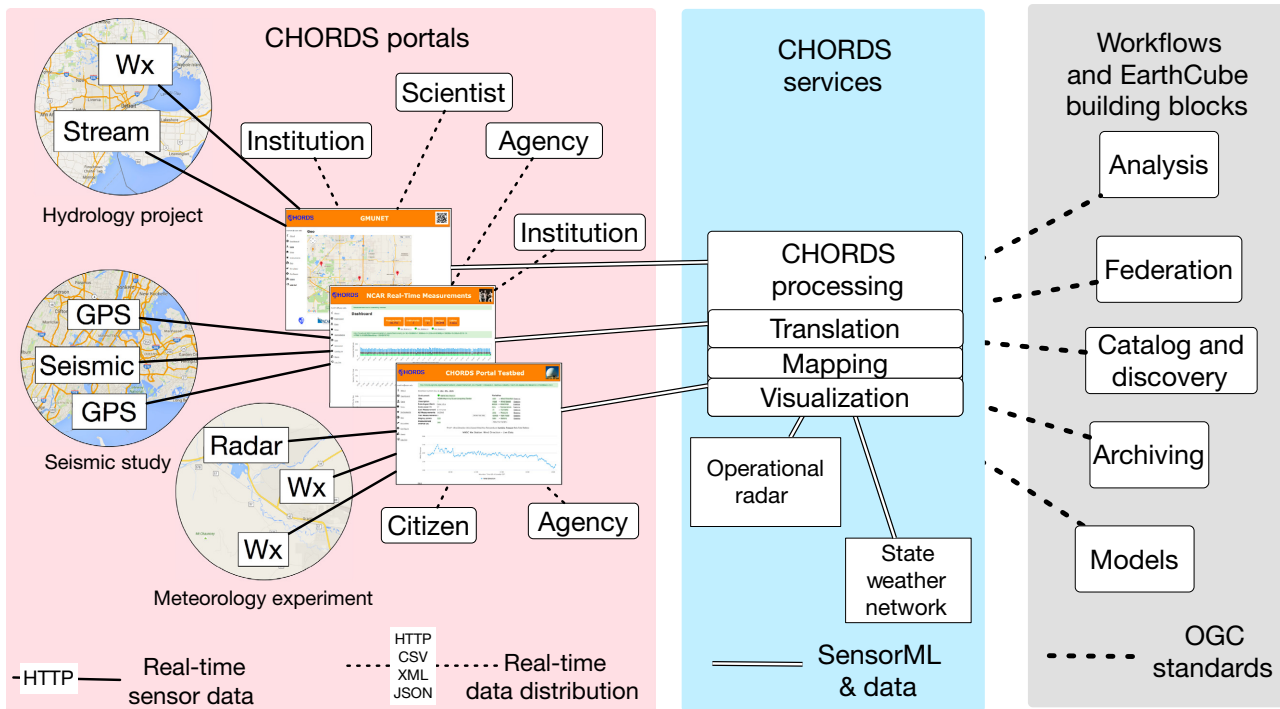 CHORDS portals
Wx
Stream
Hydrology project
Institution
Scientist
Agency
Institution
CHORDS
GMUNET
CHORDS
NCAR Real-Time Measurements
Dashboard
CHORDS
CHORDS Portal Testbed
GPS
Seismic
GPS
Seismic study
Radar
Wx
Wx
Meteorology experiment
Citizen
Agency
HTTP
Real-time
sensor data
HTTP
CSV
XML
JSON
Real-time
data distribution
CHORDS
services
CHORDS
processing
Translation
Mapping
Visualization
Operational
radar
State
weather
network
SensorML
& data
Workflows
and EarthCube
building blocks
Analysis
Federation
Catalog and
discovery
Archiving
Models
OGC
standards